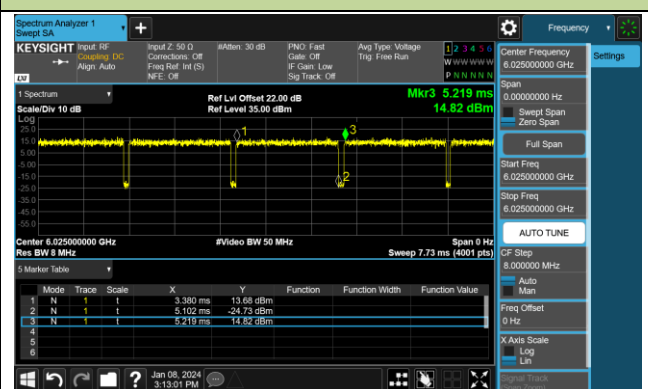 Spectrum Analyzer 1
Swept SA
Frequency
KEYSIGHT
Input: RF
Coupling: DC
Align: Auto
Input Z: 50 Ω
Corrections: Off
Freq Ref: Int (S)
NFE: Off
#Atten: 30 dB
PNO: Fast
Gate: Off
IF Gain: Low
Sig Track: Off
Avg Type: Voltage
Trig: Free Run
1 2 3 4 5 6
W W W W W W
P N N N N N
LXI
1 Spectrum
Scale/Div 10 dB
Ref Lvl Offset 22.00 dB
Ref Level 35.00 dBm
Mkr3 5.219 ms
14.82 dBm
Log
25.0
15.0
5.00
-5.00
-15.0
-25.0
-35.0
-45.0
-55.0
1
2
3
Center 6.025000000 GHz
Res BW 8 MHz
#Video BW 50 MHz
Span 0 Hz
Sweep 7.73 ms (4001 pts)
5 Marker Table
Mode Trace Scale X Y Function Function Width Function Value
1 N 1 t 3.380 ms 13.68 dBm
2 N 1 t 5.102 ms -24.73 dBm
3 N 1 t 5.219 ms 14.82 dBm
4
5
6
Jan 08, 2024
3:13:01 PM
Settings
Center Frequency
6.025000000 GHz
Span
0.00000000 Hz
Swept Span
Zero Span
Full Span
Start Freq
6.025000000 GHz
Stop Freq
6.025000000 GHz
AUTO TUNE
CF Step
8.000000 MHz
Auto
Man
Freq Offset
0 Hz
X Axis Scale
Log
Lin
Signal Track
(Span Zoom)